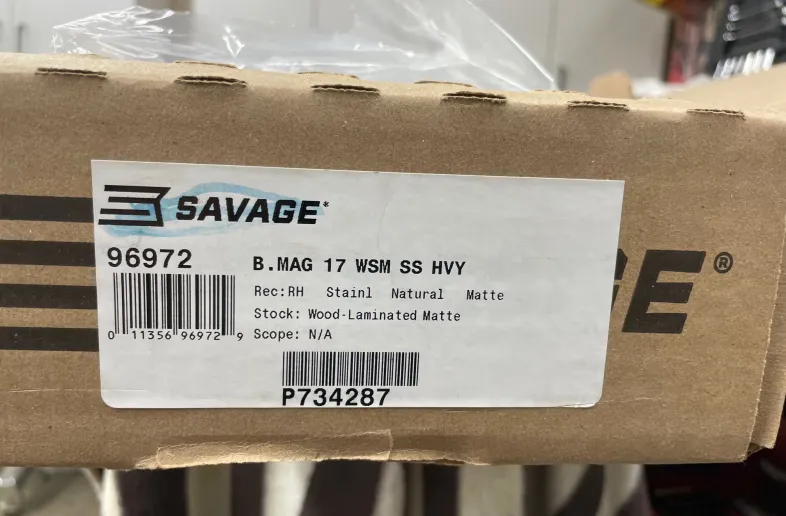 SAVAGE
96972
B.MAG 17 WSM SS HVY
Rec:RH Stainl Natural Matte
Stock: Wood-Laminated Matte
0 11356 96972 9
Scope: N/A
P734287
GE®